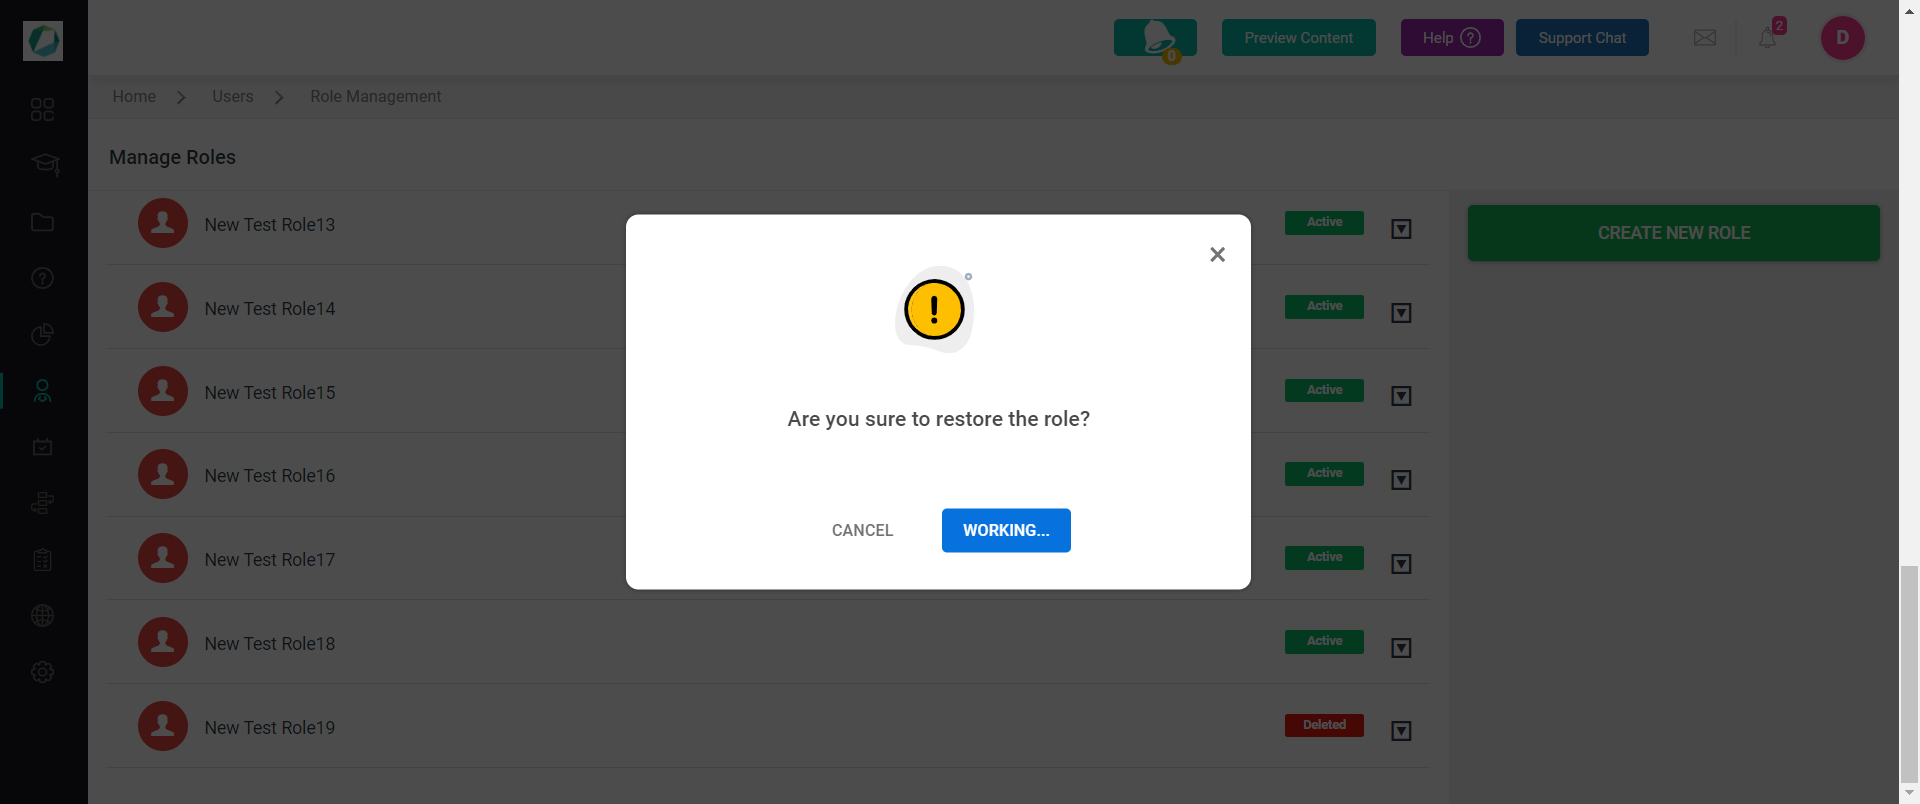 0
Preview Content
Help ?
Support Chat
2
D
Home
Users
Role Management
Manage Roles
New Test Role13
Active
CREATE NEW ROLE
New Test Role14
Active
New Test Role15
Active
New Test Role16
Active
New Test Role17
Active
New Test Role18
Active
New Test Role19
Deleted
Are you sure to restore the role?
CANCEL
WORKING...